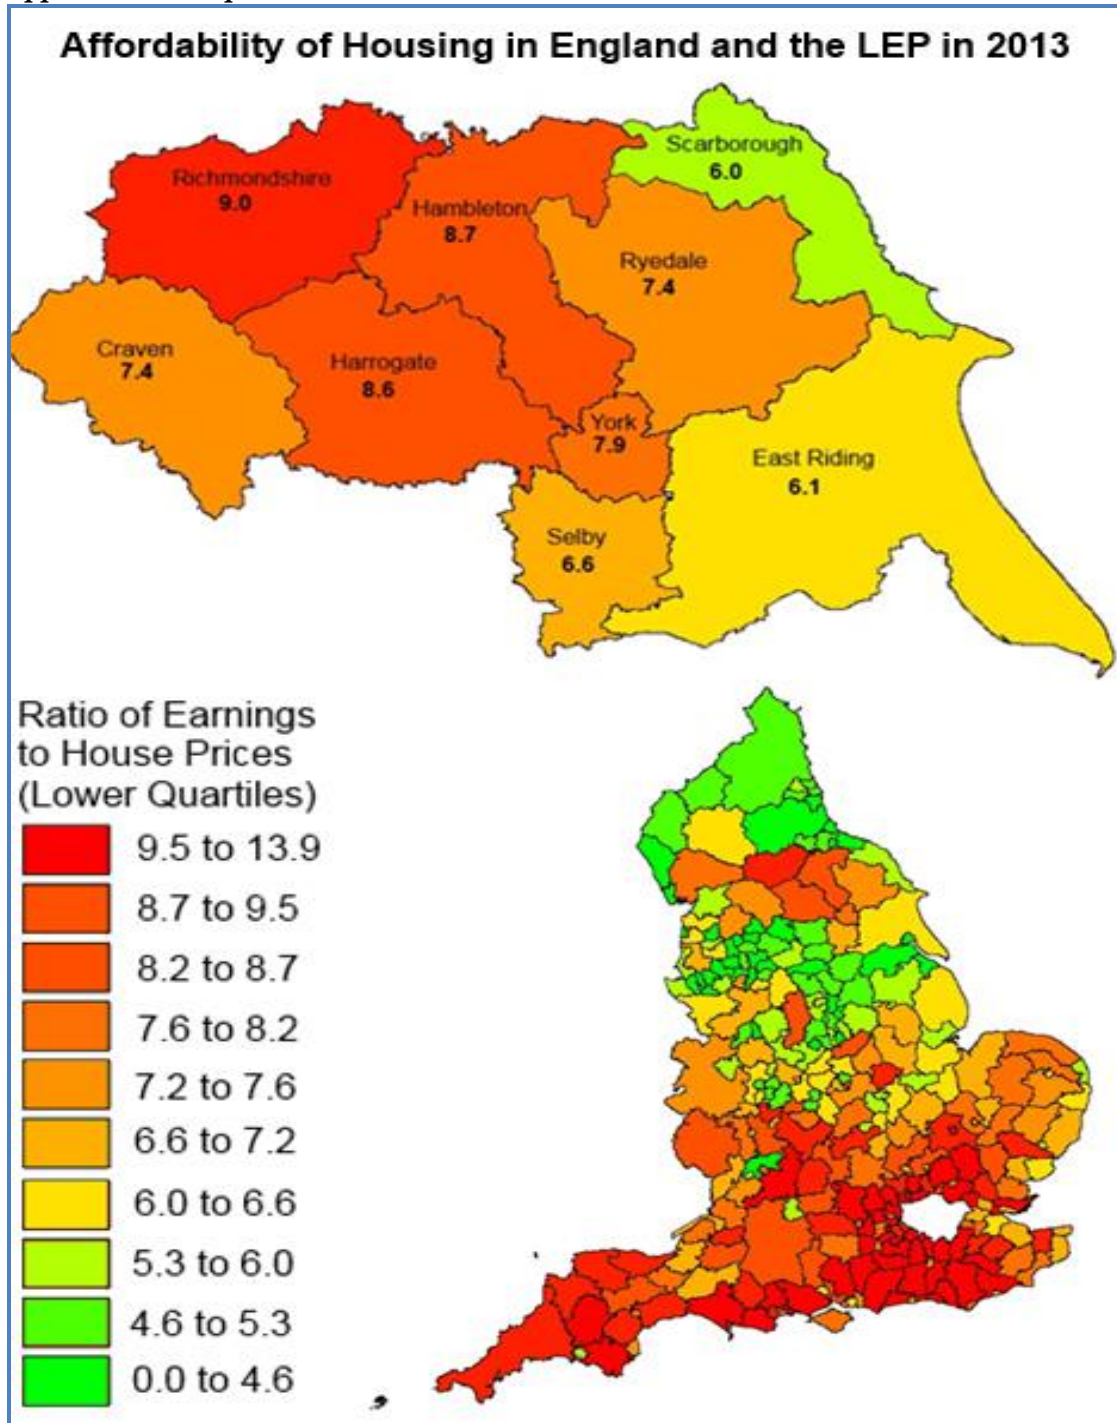 Affordability of Housing in England and the LEP in 2013
Scarborough
6.0
Richmondshire
9.0
Hambleton
8.7
Ryedale
7.4
Craven
7.4
Harrogate
8.6
York
7.9
East Riding
6.1
Selby
6.6
Ratio of Earnings
to House Prices
(Lower Quartiles)
9.5 to 13.9
8.7 to 9.5
8.2 to 8.7
7.6 to 8.2
7.2 to 7.6
6.6 to 7.2
6.0 to 6.6
5.3 to 6.0
4.6 to 5.3
0.0 to 4.6